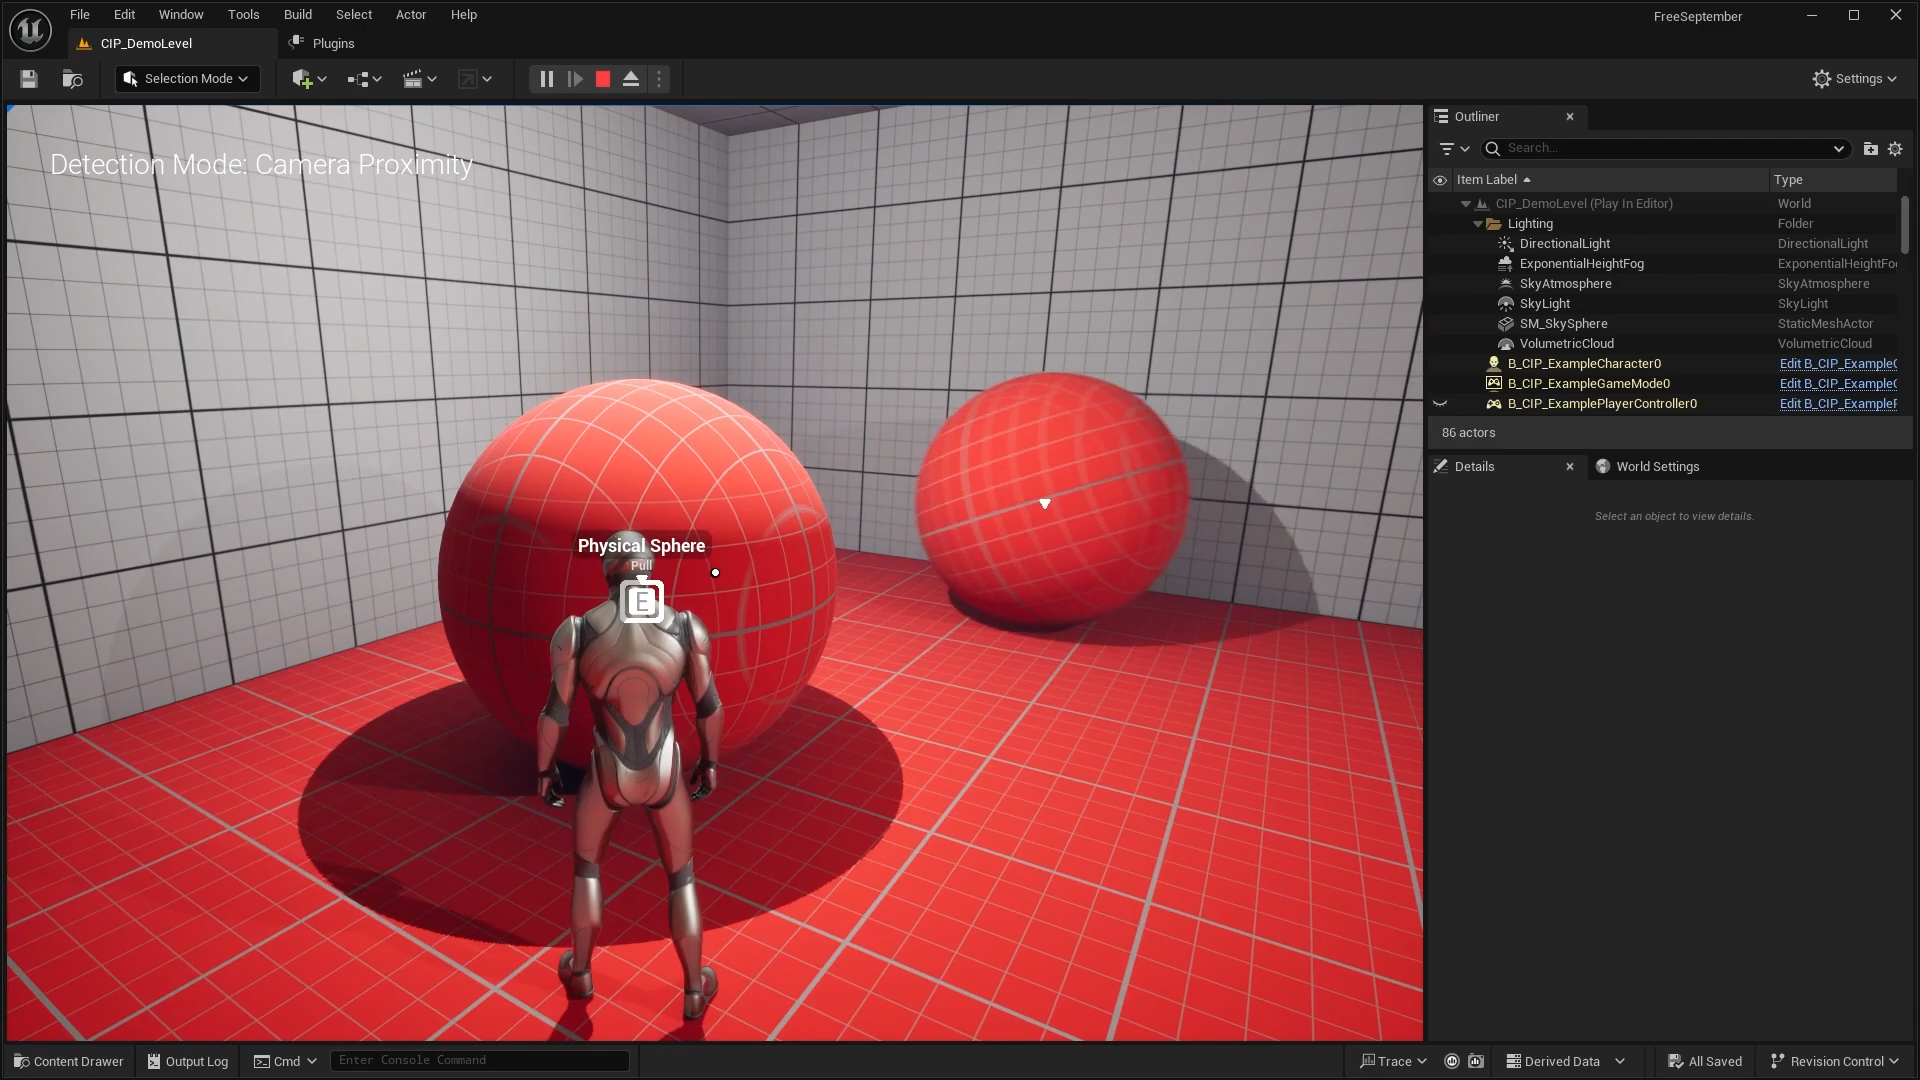 File Edit Window Tools Build Select Actor Help
FreeSeptember
CIP_DemoLevel
Plugins
Selection Mode
Settings
Detection Mode: Camera Proximity
Physical Sphere
Pull
E
Outliner
Search...
Item Label Type
CIP_DemoLevel (Play In Editor) World
Lighting Folder
DirectionalLight DirectionalLight
ExponentialHeightFog ExponentialHeightFo
SkyAtmosphere SkyAtmosphere
SkyLight SkyLight
SM_SkySphere StaticMeshActor
VolumetricCloud VolumetricCloud
B_CIP_ExampleCharacter0 Edit B_CIP_Example
B_CIP_ExampleGameMode0 Edit B_CIP_Example
B_CIP_ExamplePlayerController0 Edit B_CIP_Example
86 actors
Details
World Settings
Select an object to view details.
Content Drawer Output Log Cmd Enter Console Command Trace Derived Data All Saved Revision Control